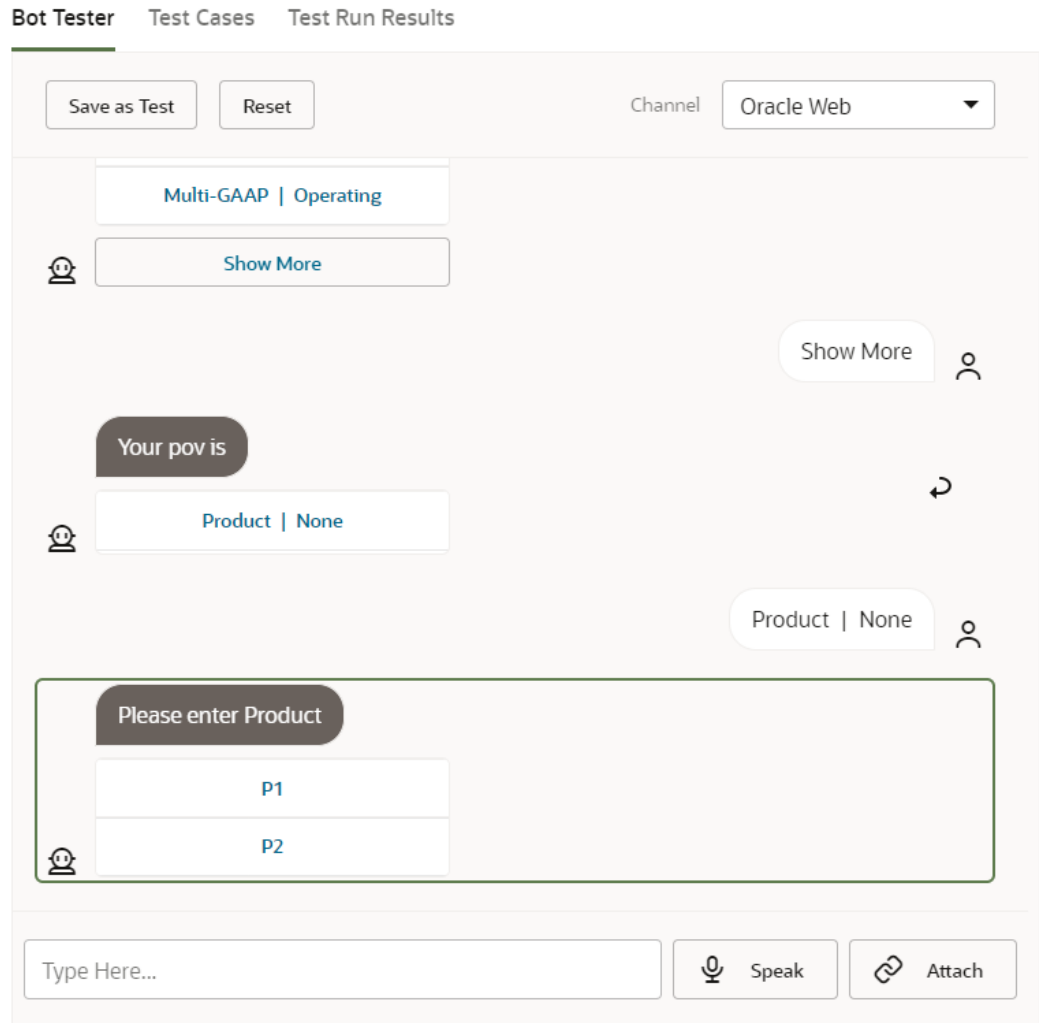 Bot Tester Test Cases Test Run Results
Save as Test Reset Channel Oracle Web
Multi-GAAP | Operating
Show More
Show More
Your pov is
Product | None
Product | None
Please enter Product
P1
P2
Type Here... Speak Attach